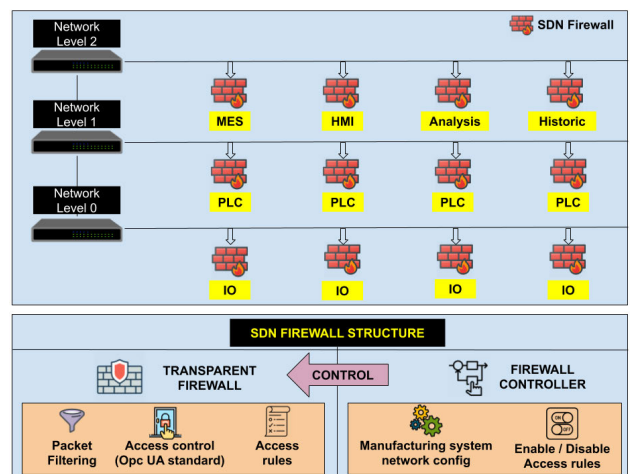 Network
Level 2
SDN Firewall
MES
HMI
Analysis
Historic
Network
Level 1
PLC
PLC
PLC
PLC
Network
Level 0
IO
IO
IO
IO
SDN FIREWALL STRUCTURE
TRANSPARENT
FIREWALL
CONTROL
FIREWALL
CONTROLLER
Packet
Filtering
Access control
(Opc UA standard)
Access
rules
Manufacturing system
network config
ON
OFF
Enable / Disable
Access rules